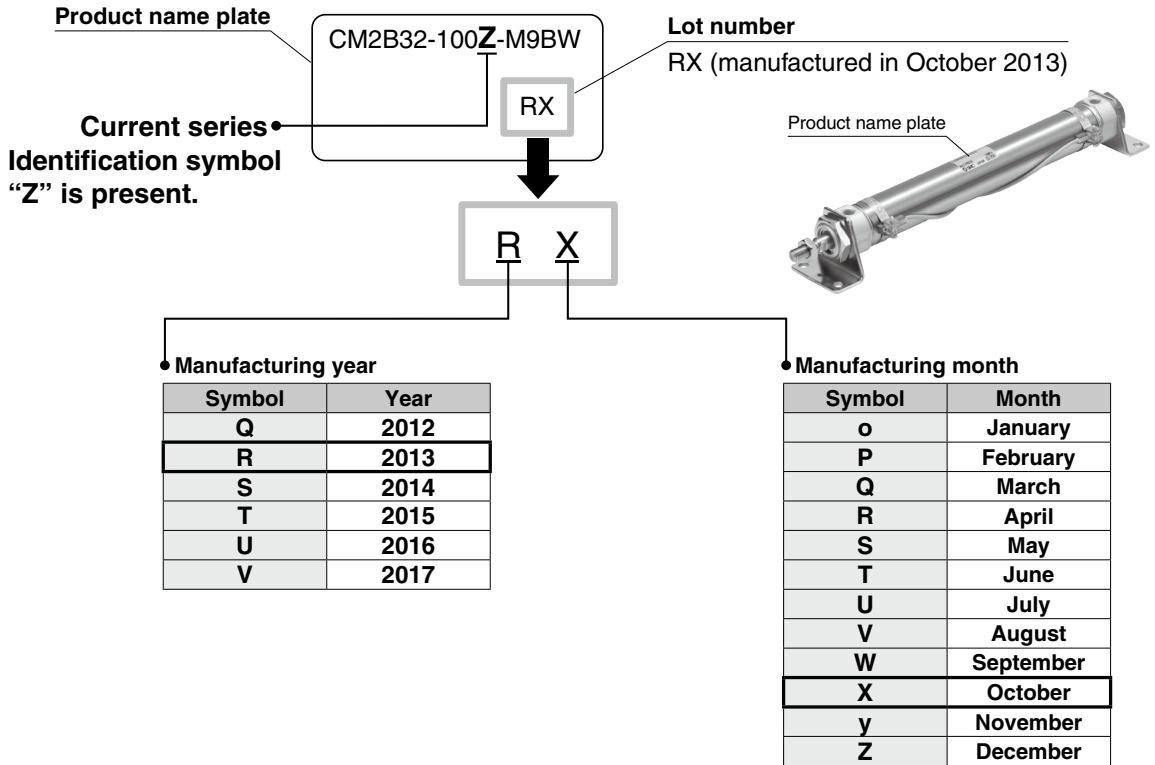 Product name plate
CM2B32-100Z-M9BW
RX
Lot number
RX (manufactured in October 2013)
Current series
Identification symbol
“Z” is present.
Product name plate
R X
Manufacturing year
Symbol Year
Q 2012
R 2013
S 2014
T 2015
U 2016
V 2017
Manufacturing month
Symbol Month
o January
P February
Q March
R April
S May
T June
U July
V August
W September
X October
y November
Z December